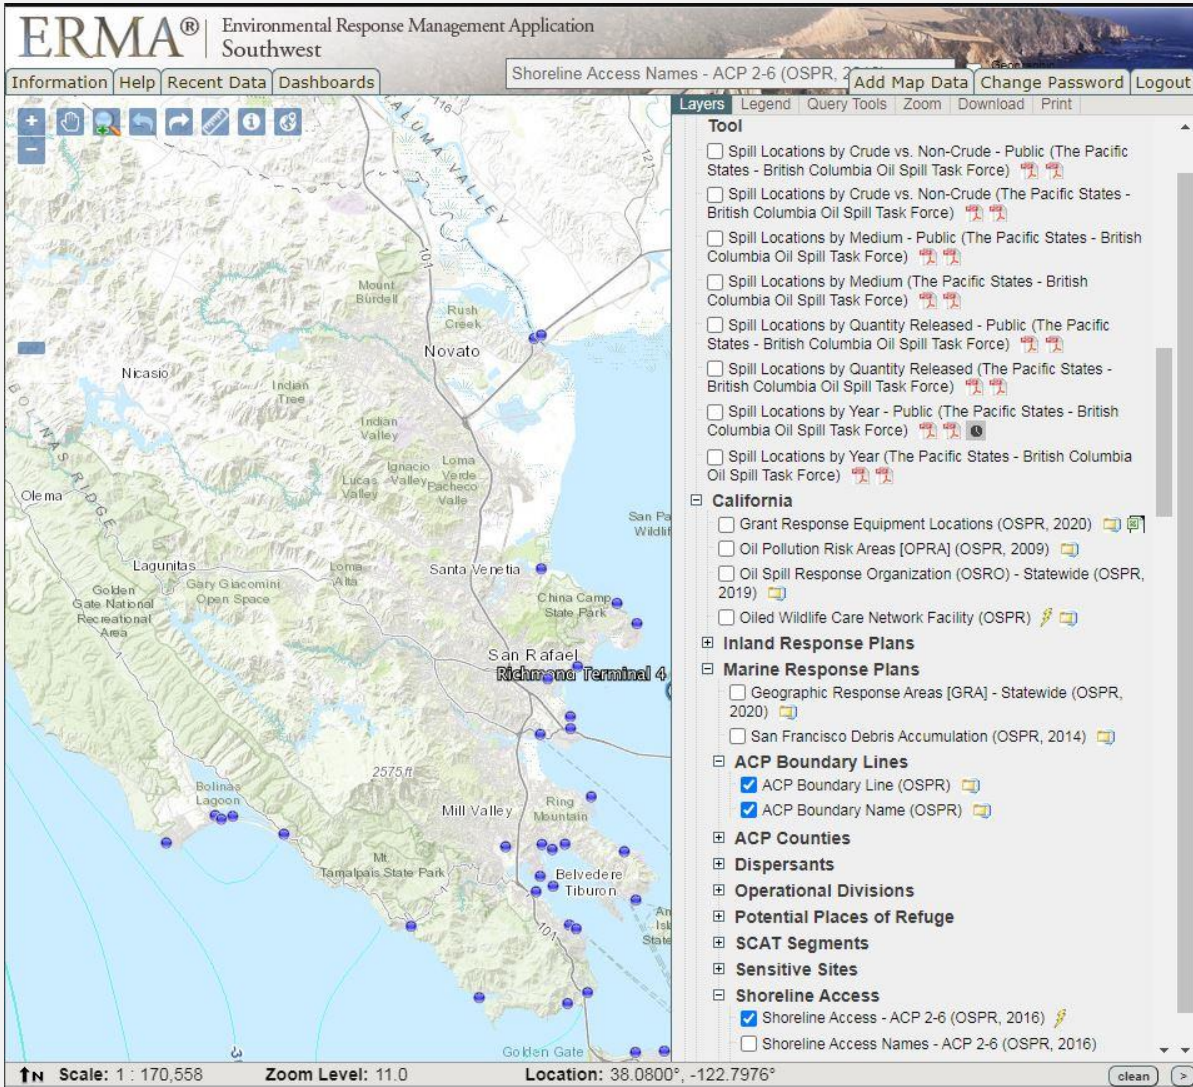 ERMA®
Environmental Response Management Application
Southwest
Information
Help
Recent Data
Dashboards
Shoreline Access Names - ACP 2-6 (OSPR,
Add Map Data
Change Password
Logout
Layers
Legend
Query Tools
Zoom
Download
Print
Tool
Spill Locations by Crude vs. Non-Crude - Public (The Pacific
States - British Columbia Oil Spill Task Force)
Spill Locations by Crude vs. Non-Crude (The Pacific States -
British Columbia Oil Spill Task Force)
Spill Locations by Medium - Public (The Pacific States - British
Columbia Oil Spill Task Force)
Spill Locations by Medium (The Pacific States - British
Columbia Oil Spill Task Force)
Spill Locations by Quantity Released - Public (The Pacific
States - British Columbia Oil Spill Task Force)
Spill Locations by Quantity Released (The Pacific States -
British Columbia Oil Spill Task Force)
Spill Locations by Year - Public (The Pacific States - British
Columbia Oil Spill Task Force)
Spill Locations by Year (The Pacific States - British Columbia
Oil Spill Task Force)
California
Grant Response Equipment Locations (OSPR, 2020)
Oil Pollution Risk Areas [OPRA] (OSPR, 2009)
Oil Spill Response Organization (OSRO) - Statewide (OSPR,
2019)
Oiled Wildlife Care Network Facility (OSPR)
Inland Response Plans
Marine Response Plans
Geographic Response Areas [GRA] - Statewide (OSPR,
2020)
San Francisco Debris Accumulation (OSPR, 2014)
ACP Boundary Lines
ACP Boundary Line (OSPR)
ACP Boundary Name (OSPR)
ACP Counties
Dispersants
Operational Divisions
Potential Places of Refuge
SCAT Segments
Sensitive Sites
Shoreline Access
Shoreline Access - ACP 2-6 (OSPR, 2016)
Shoreline Access Names - ACP 2-6 (OSPR, 2016)
116
121
ALUMA VALLEY
101
Mount
Burdell
Rush
Creek
Novato
Nicasio
Indian
Tree
BOLINAS RIDGE
Indian
Valley
Ignacio
Valley
Loma
Verde
Pacheco
Valle
Lucas
Valley
Olema
San Pa
Wildlif
Lagunitas
Loma
Alta
Santa Venetia
Golden
Gate National
Recreational
Area
Gary Giacomini
Open Space
China Camp
State Park
San Rafael
Richmond Terminal 4
1
2575 ft
Bolinas
Lagoon
Mill Valley
Ring
Mountain
Mt.
Tamalpais State Park
Belvedere
Tiburon
An
Isl
State
101
Golden Gate
Scale: 1 : 170,558
Zoom Level: 11.0
Location: 38.0800°, -122.7976°
clean
>